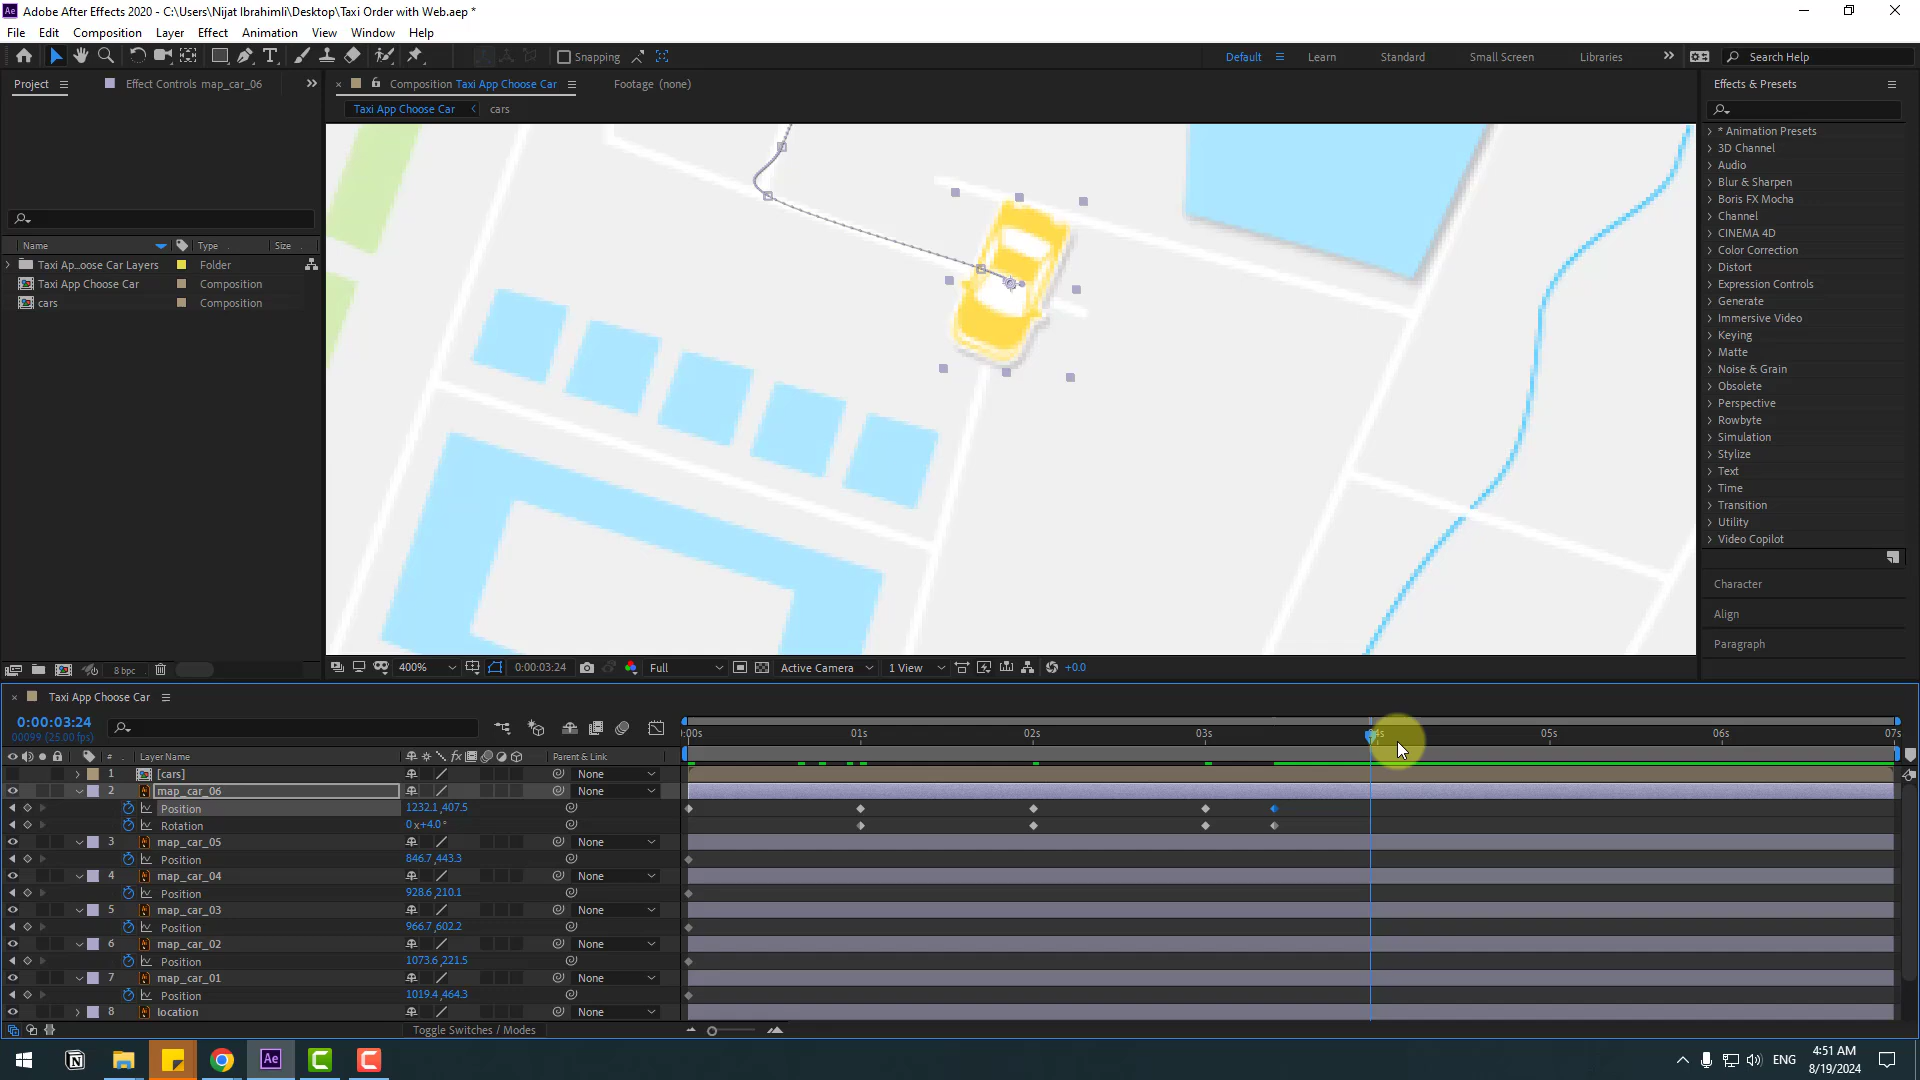 Adobe After Effects 2020 - C:\Users\Nijat Ibrahimli\Desktop\Taxi Order with Web.aep *
File Edit Composition Layer Effect Animation View Window Help
Snapping Default Learn Standard Small Screen Libraries Search Help
Project Effect Controls map_car_06 Composition Taxi App Choose Car Footage (none) Effects & Presets
Taxi App Choose Car cars
Name Type Size
Taxi Ap...oose Car Layers Folder
Taxi App Choose Car Composition
cars Composition
* Animation Presets
3D Channel
Audio
Blur & Sharpen
Boris FX Mocha
Channel
CINEMA 4D
Color Correction
Distort
Expression Controls
Generate
Immersive Video
Keying
Matte
Noise & Grain
Obsolete
Perspective
Rowbyte
Simulation
Stylize
Text
Time
Transition
Utility
Video Copilot
Character
Align
Paragraph
8 bpc 400% 0:00:03:24 Full Active Camera 1 View +0.0
Taxi App Choose Car
0:00:03:24
00099 (25.00 fps)
:00s 01s 02s 03s 04s 05s 06s 07s
# Layer Name Parent & Link
1 [cars] None
2 map_car_06 None
Position 1232.1,407.5
Rotation 0x+4.0°
3 map_car_05 None
Position 846.7,443.3
4 map_car_04 None
Position 928.6,210.1
5 map_car_03 None
Position 966.7,602.2
6 map_car_02 None
Position 1073.6,221.5
7 map_car_01 None
Position 1019.4,464.3
8 location None
Toggle Switches / Modes
ENG 4:51 AM
8/19/2024